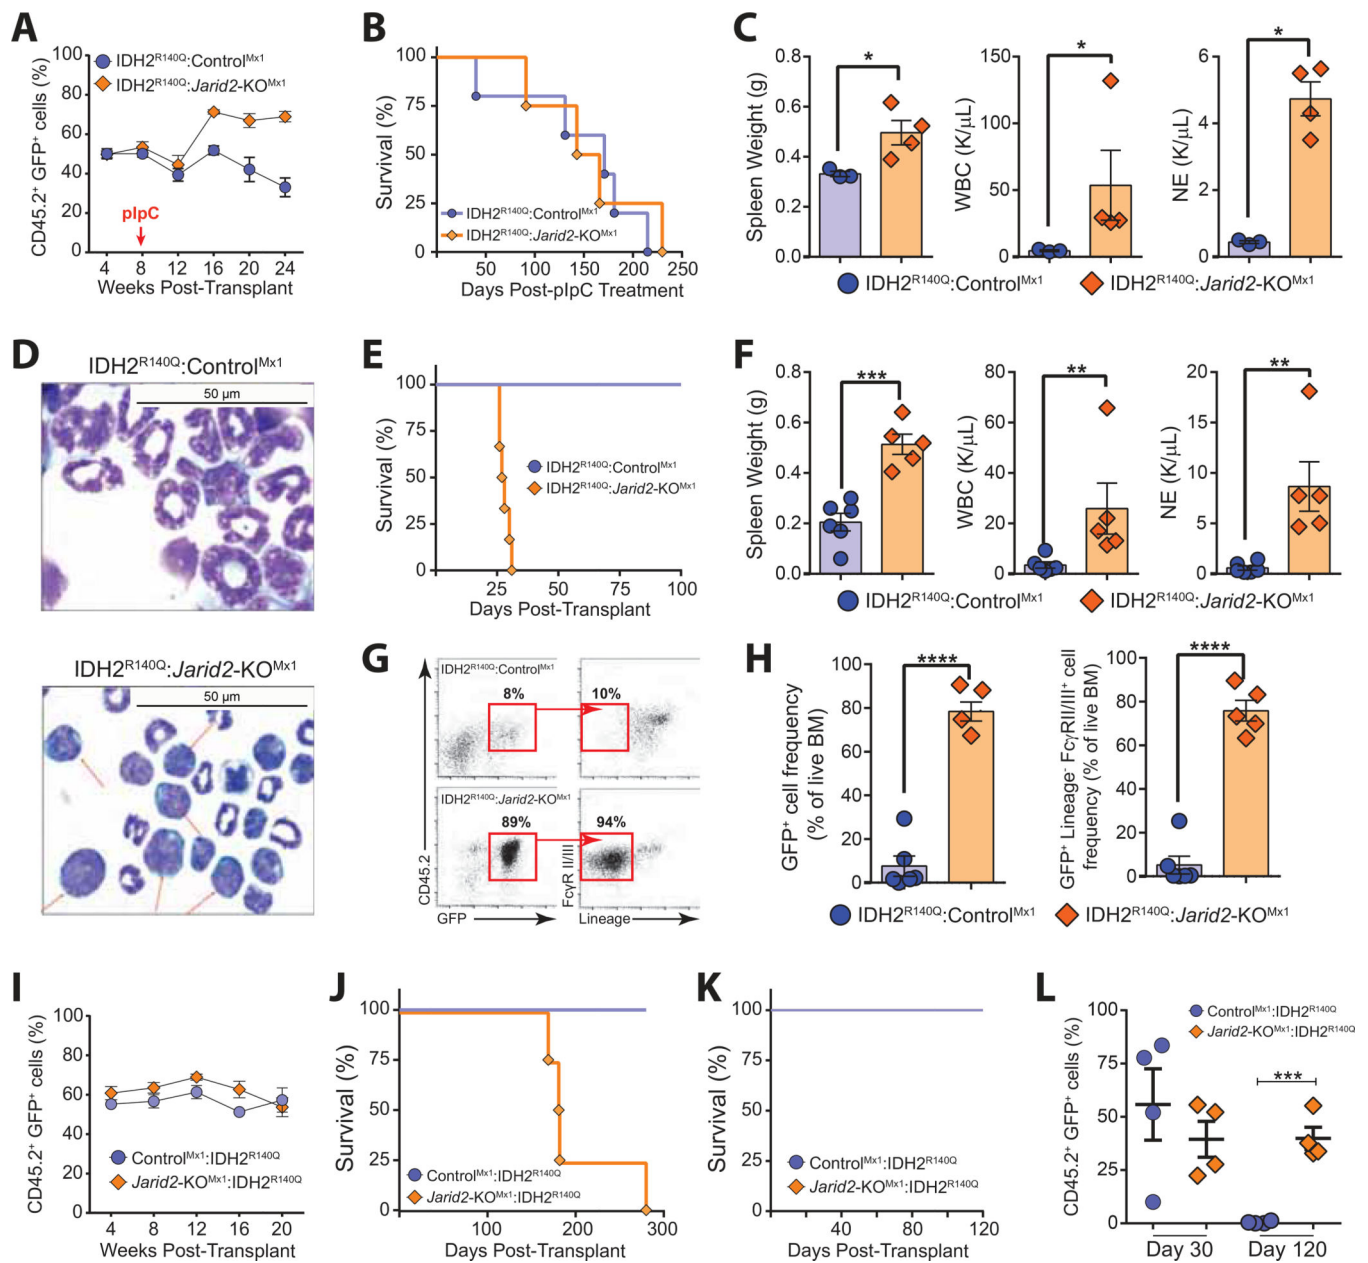 A
CD45.2⁺ GFP⁺ cells (%)
100
80
60
40
20
0
IDH2ᴿ¹⁴⁰Q:Controlᴹˣ¹
IDH2ᴿ¹⁴⁰Q:Jarid2-KOᴹˣ¹
pIpC
4 8 12 16 20 24
Weeks Post-Transplant
B
Survival (%)
100
75
50
25
0
IDH2ᴿ¹⁴⁰Q:Controlᴹˣ¹
IDH2ᴿ¹⁴⁰Q:Jarid2-KOᴹˣ¹
50 100 150 200 250
Days Post-pIpC Treatment
C
Spleen Weight (g)
0.8
0.6
0.4
0.2
0.0
*
WBC (K/μL)
150
100
50
0
*
NE (K/μL)
6
4
2
0
*
IDH2ᴿ¹⁴⁰Q:Controlᴹˣ¹ IDH2ᴿ¹⁴⁰Q:Jarid2-KOᴹˣ¹
D
IDH2ᴿ¹⁴⁰Q:Controlᴹˣ¹
50 μm
IDH2ᴿ¹⁴⁰Q:Jarid2-KOᴹˣ¹
50 μm
E
Survival (%)
100
75
50
25
0
IDH2ᴿ¹⁴⁰Q:Controlᴹˣ¹
IDH2ᴿ¹⁴⁰Q:Jarid2-KOᴹˣ¹
25 50 75 100
Days Post-Transplant
F
Spleen Weight (g)
0.8
0.6
0.4
0.2
0.0
***
WBC (K/μL)
80
60
40
20
0
**
NE (K/μL)
20
15
10
5
0
**
IDH2ᴿ¹⁴⁰Q:Controlᴹˣ¹ IDH2ᴿ¹⁴⁰Q:Jarid2-KOᴹˣ¹
G
IDH2ᴿ¹⁴⁰Q:Controlᴹˣ¹
8% 10%
IDH2ᴿ¹⁴⁰Q:Jarid2-KOᴹˣ¹
89% 94%
CD45.2
FcγR II/III
GFP Lineage
H
GFP⁺ cell frequency
(% of live BM)
100
80
60
40
20
0
****
GFP⁺ Lineage⁻ FcγRII/III⁺ cell
frequency (% of live BM)
100
80
60
40
20
0
****
IDH2ᴿ¹⁴⁰Q:Controlᴹˣ¹ IDH2ᴿ¹⁴⁰Q:Jarid2-KOᴹˣ¹
I
CD45.2⁺ GFP⁺ cells (%)
100
80
60
40
20
0
Controlᴹˣ¹:IDH2ᴿ¹⁴⁰Q
Jarid2-KOᴹˣ¹:IDH2ᴿ¹⁴⁰Q
4 8 12 16 20
Weeks Post-Transplant
J
Survival (%)
100
75
50
25
0
Controlᴹˣ¹:IDH2ᴿ¹⁴⁰Q
Jarid2-KOᴹˣ¹:IDH2ᴿ¹⁴⁰Q
100 200 300
Days Post-Transplant
K
Survival (%)
100
75
50
25
0
Controlᴹˣ¹:IDH2ᴿ¹⁴⁰Q
Jarid2-KOᴹˣ¹:IDH2ᴿ¹⁴⁰Q
40 80 120
Days Post-Transplant
L
CD45.2⁺ GFP⁺ cells (%)
100
75
50
25
0
Controlᴹˣ¹:IDH2ᴿ¹⁴⁰Q
Jarid2-KOᴹˣ¹:IDH2ᴿ¹⁴⁰Q
***
Day 30 Day 120